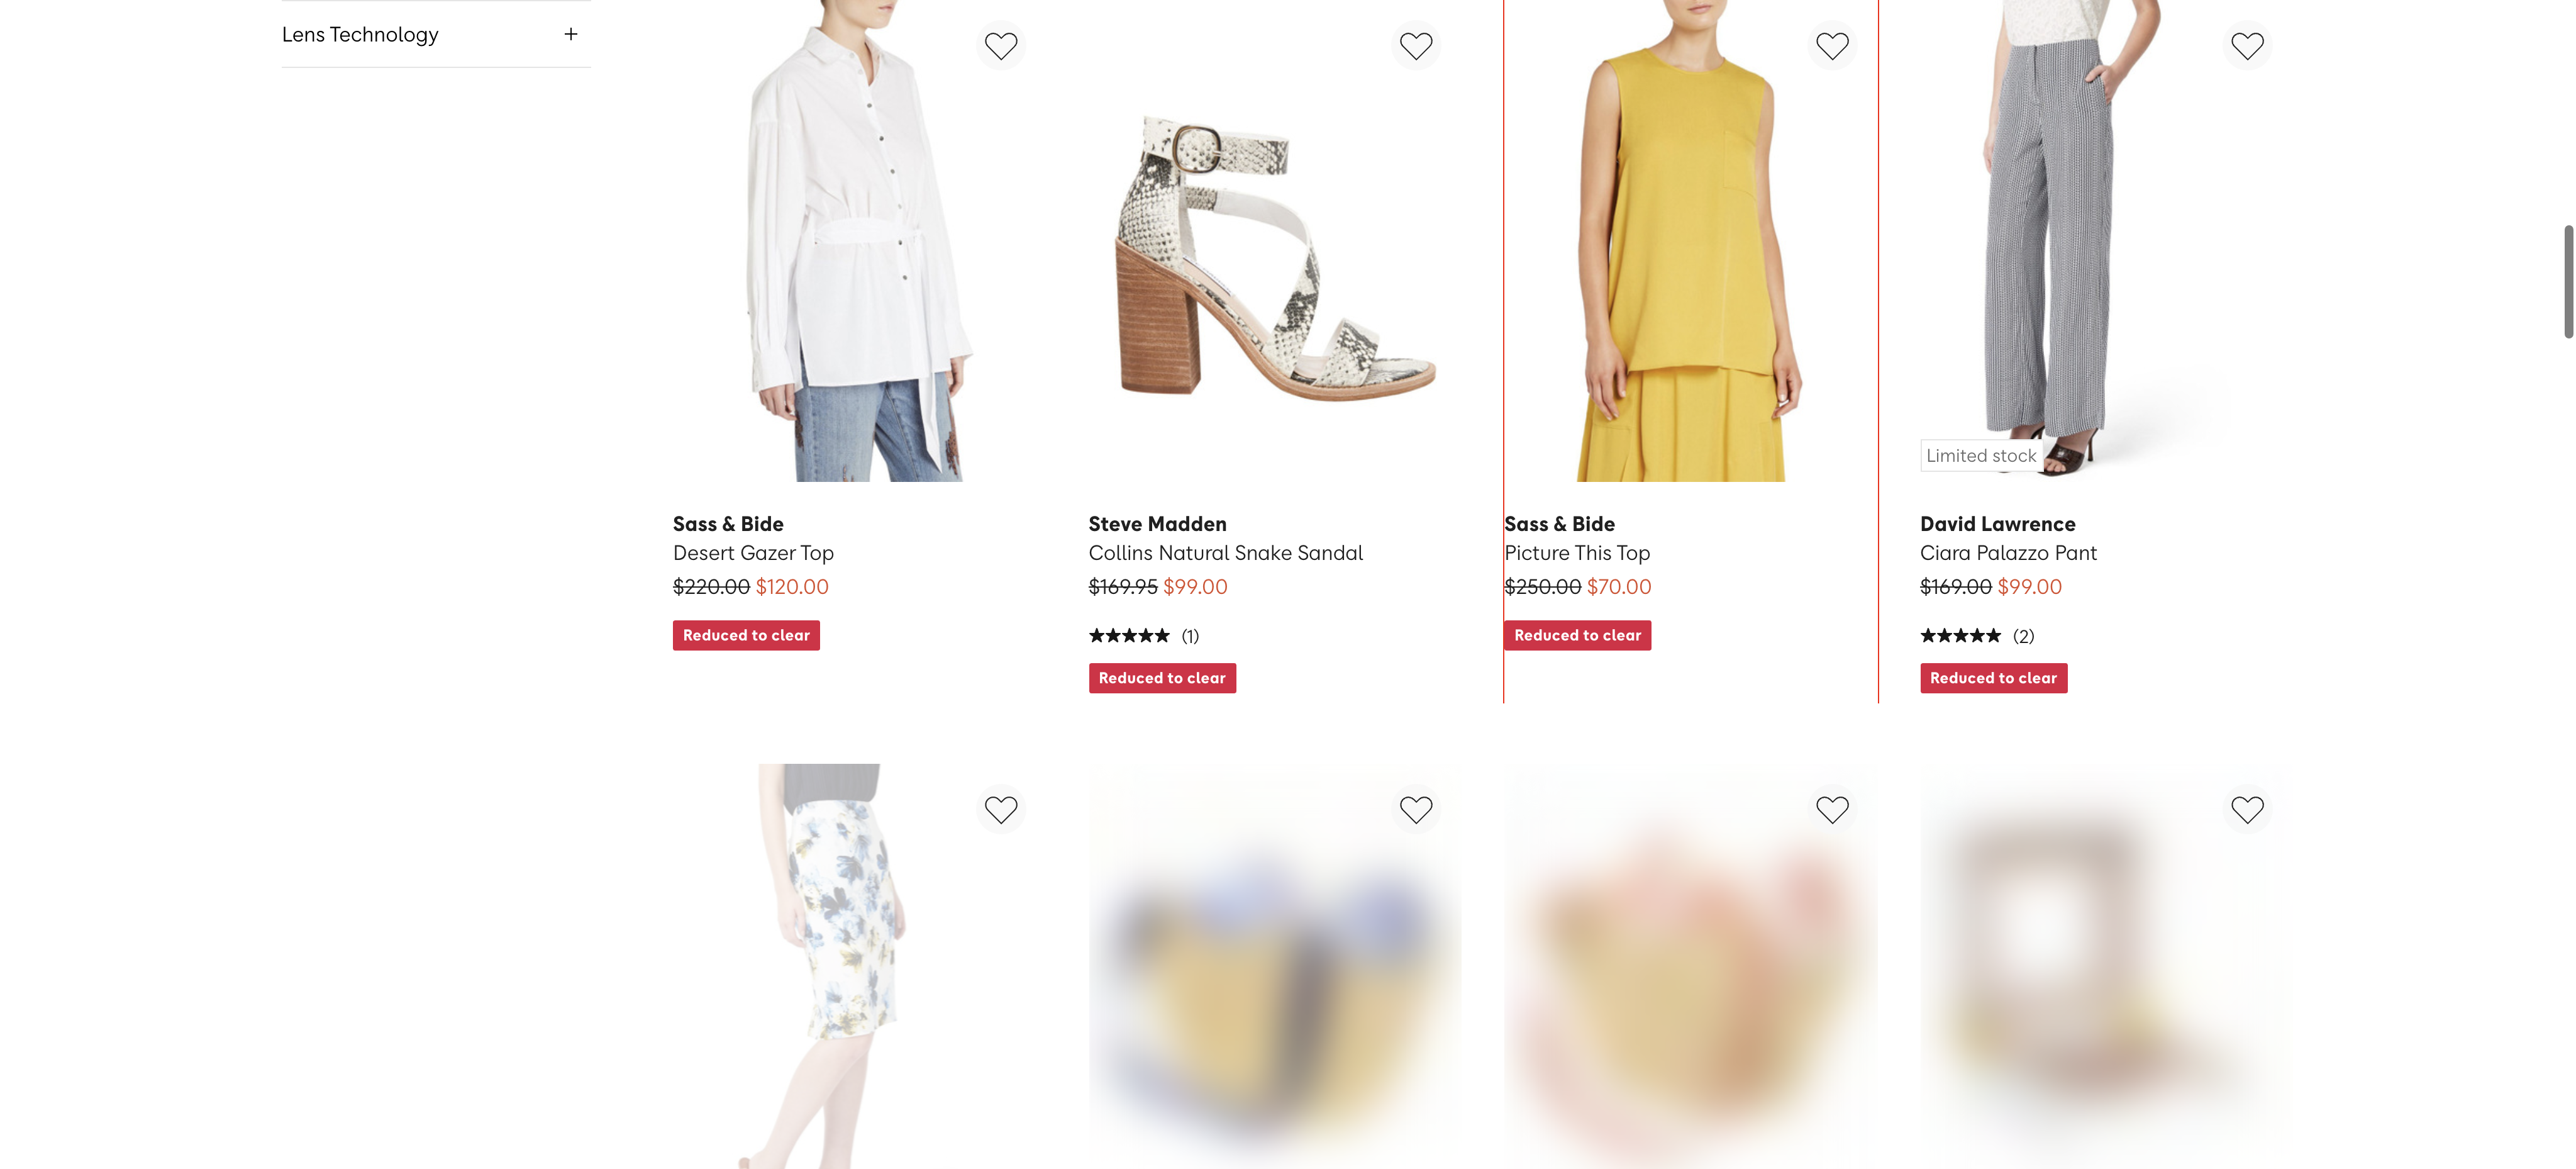 Lens Technology +
Limited stock
Sass & Bide
Desert Gazer Top
$220.00 $120.00
Reduced to clear
Steve Madden
Collins Natural Snake Sandal
$169.95 $99.00
★★★★★ (1)
Reduced to clear
Sass & Bide
Picture This Top
$250.00 $70.00
Reduced to clear
David Lawrence
Ciara Palazzo Pant
$169.00 $99.00
★★★★★ (2)
Reduced to clear